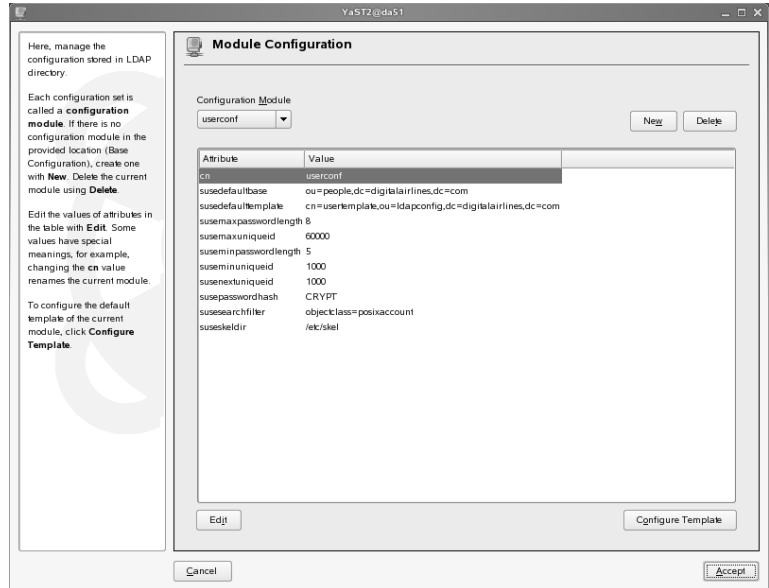 YaST2@da51
Here, manage the
configuration stored in LDAP
directory.
Each configuration set is
called a configuration
module. If there is no
configuration module in the
provided location (Base
Configuration), create one
with New. Delete the current
module using Delete.
Edit the values of attributes in
the table with Edit. Some
values have special
meanings, for example,
changing the cn value
renames the current module.
To configure the default
template of the current
module, click Configure
Template.
Module Configuration
Configuration Module
userconf
New
Delete
Attribute Value
cn userconf
susedefaultbase ou=people,dc=digitalairlines,dc=com
susedefaulttemplate cn=usertemplate,ou=ldapconfig,dc=digitalairlines,dc=com
susemaxpasswordlength 8
susemaxuniqueid 60000
suseminpasswordlength 5
suseminuniqueid 1000
susenextuniqueid 1000
susepasswordhash CRYPT
susesearchfilter objectclass=posixaccount
suseskeldir /etc/skel
Edit
Configure Template
Cancel
Accept